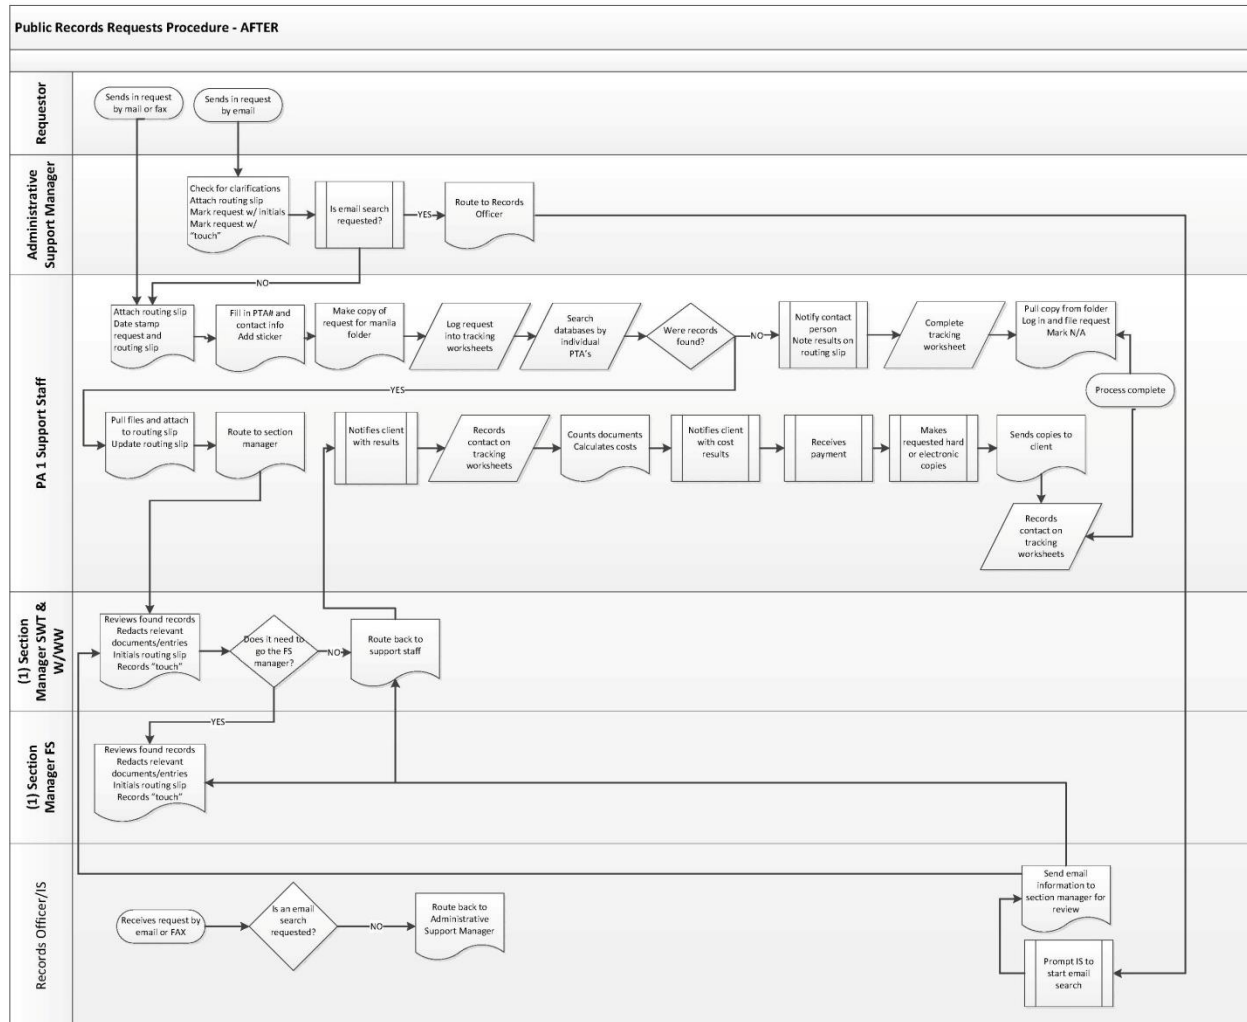 Public Records Requests Procedure - AFTER
Requestor
Sends in request
by mail or fax
Sends in request
by email
Administrative
Support Manager
Check for clarifications
Attach routing slip
Mark request w/ initials
Mark request w/
"touch"
Is email search
requested?
YES
Route to Records
Officer
NO
PA 1 Support Staff
Attach routing slip
Date stamp
request and
routing slip
Fill in PTA# and
contact info
Add sticker
Make copy of
request for manila
folder
Log request
into tracking
worksheets
Search
databases by
individual
PTA's
Were records
found?
NO
Notify contact
person
Note results on
routing slip
Complete
tracking
worksheet
Pull copy from folder
Log in and file request
Mark N/A
YES
Process complete
Pull files and attach
to routing slip
Update routing slip
Route to section
manager
Notifies client
with results
Records
contact on
tracking
worksheets
Counts documents
Calculates costs
Notifies client
with cost
results
Receives
payment
Makes
requested hard
or electronic
copies
Sends copies to
client
Records
contact on
tracking
worksheets
(1) Section
Manager SWT &
W/WW
Reviews found records
Redacts relevant
documents/entries
Initials routing slip
Records "touch"
Does it need to
go the FS
manager?
NO
Route back to
support staff
YES
(1) Section
Manager FS
Reviews found records
Redacts relevant
documents/entries
Initials routing slip
Records "touch"
Records Officer/IS
Receives request by
email or FAX
Is an email
search
requested?
NO
Route back to
Administrative
Support Manager
Send email
information to
section manager for
review
Prompt IS to
start email
search